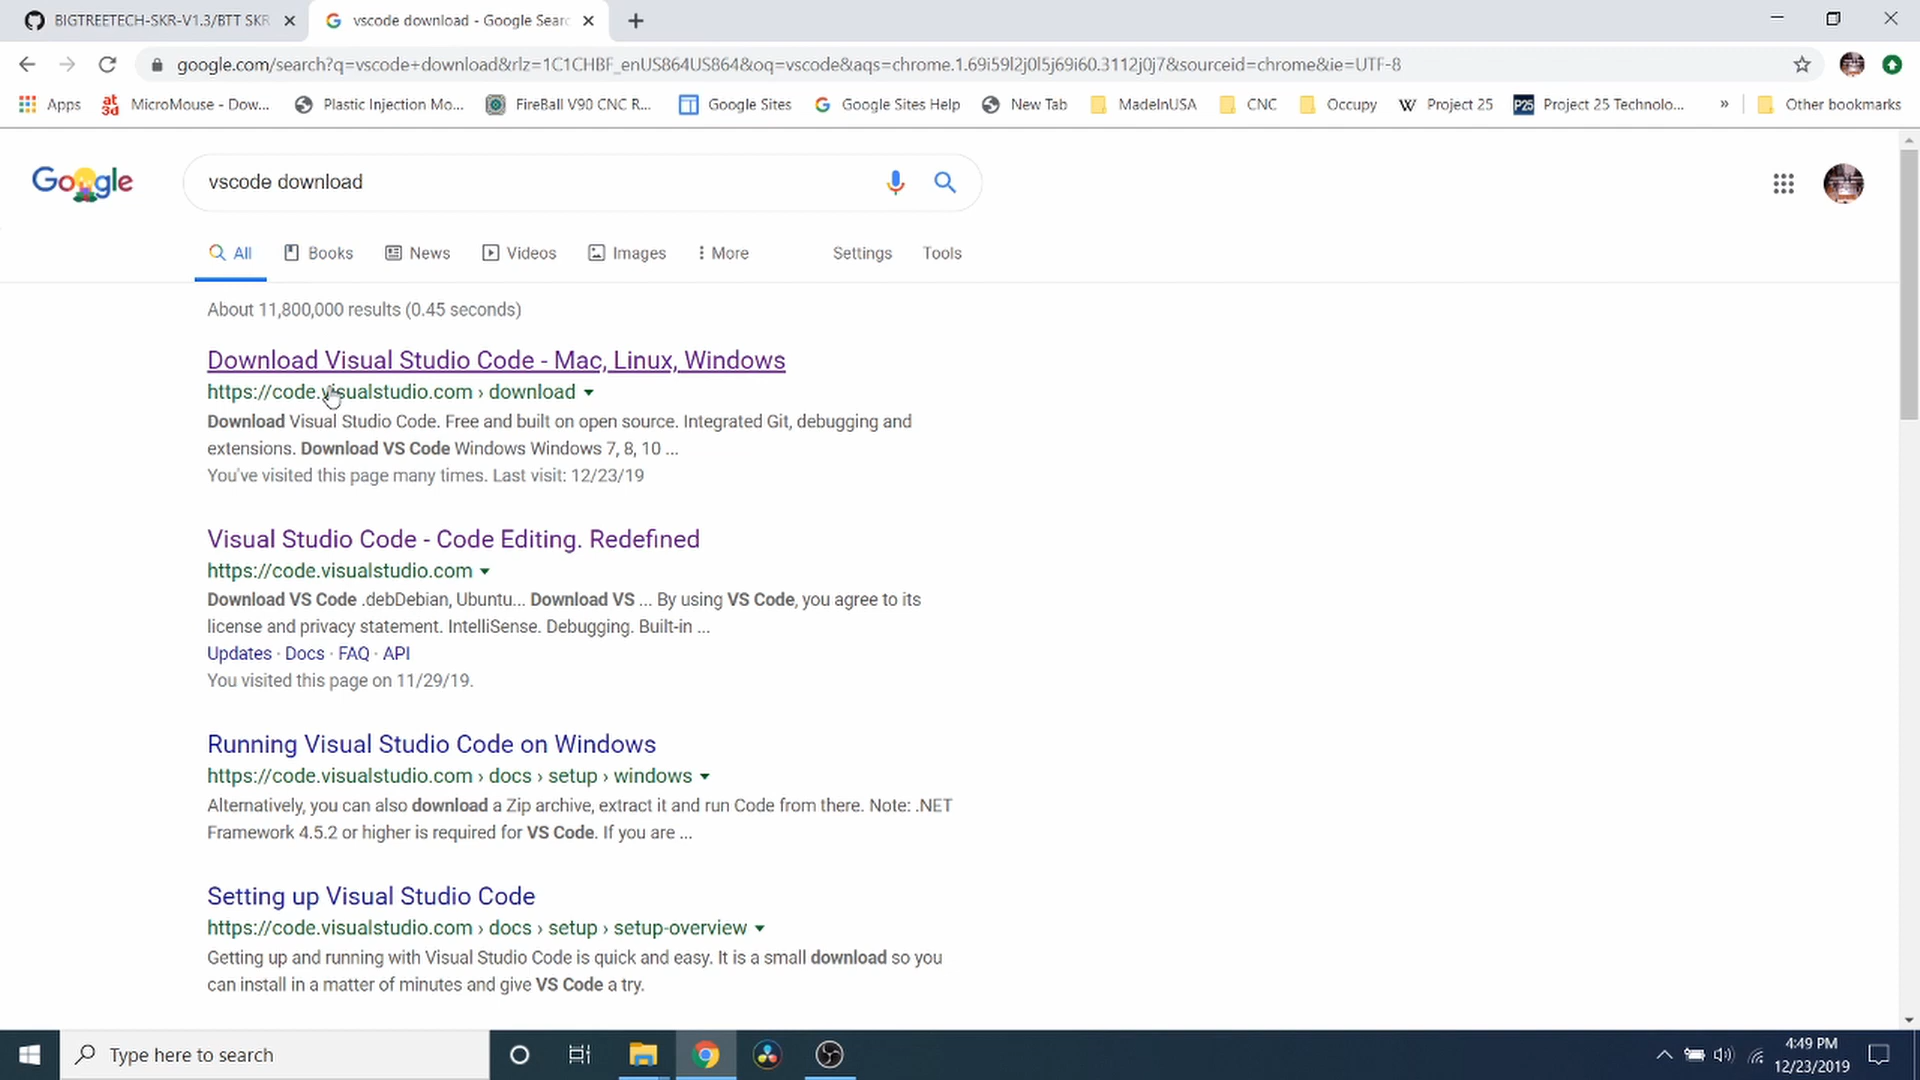 BIGTREETECH-SKR-V1.3/BTT SKR
vscode download - Google Sear
google.com/search?q=vscode+download&rlz=1C1CHBF_enUS864US864&oq=vscode&aqs=chrome.1.69i59l2j0l5j69i60.3112j0j7&sourceid=chrome&ie=UTF-8
Apps
at3d
MicroMouse - Dow...
Plastic Injection Mo...
FireBall V90 CNC R...
Google Sites
Google Sites Help
New Tab
MadeInUSA
CNC
Occupy
W
Project 25
P25
Project 25 Technolo...
»
Other bookmarks
Google
vscode download
All
Books
News
Videos
Images
More
Settings
Tools
About 11,800,000 results (0.45 seconds)
Download Visual Studio Code - Mac, Linux, Windows
https://code.visualstudio.com › download
Download Visual Studio Code. Free and built on open source. Integrated Git, debugging and
extensions. Download VS Code Windows Windows 7, 8, 10 ...
You've visited this page many times. Last visit: 12/23/19
Visual Studio Code - Code Editing. Redefined
https://code.visualstudio.com
Download VS Code .debDebian, Ubuntu... Download VS ... By using VS Code, you agree to its
license and privacy statement. IntelliSense. Debugging. Built-in ...
Updates · Docs · FAQ · API
You visited this page on 11/29/19.
Running Visual Studio Code on Windows
https://code.visualstudio.com › docs › setup › windows
Alternatively, you can also download a Zip archive, extract it and run Code from there. Note: .NET
Framework 4.5.2 or higher is required for VS Code. If you are ...
Setting up Visual Studio Code
https://code.visualstudio.com › docs › setup › setup-overview
Getting up and running with Visual Studio Code is quick and easy. It is a small download so you
can install in a matter of minutes and give VS Code a try.
Type here to search
4:49 PM
12/23/2019